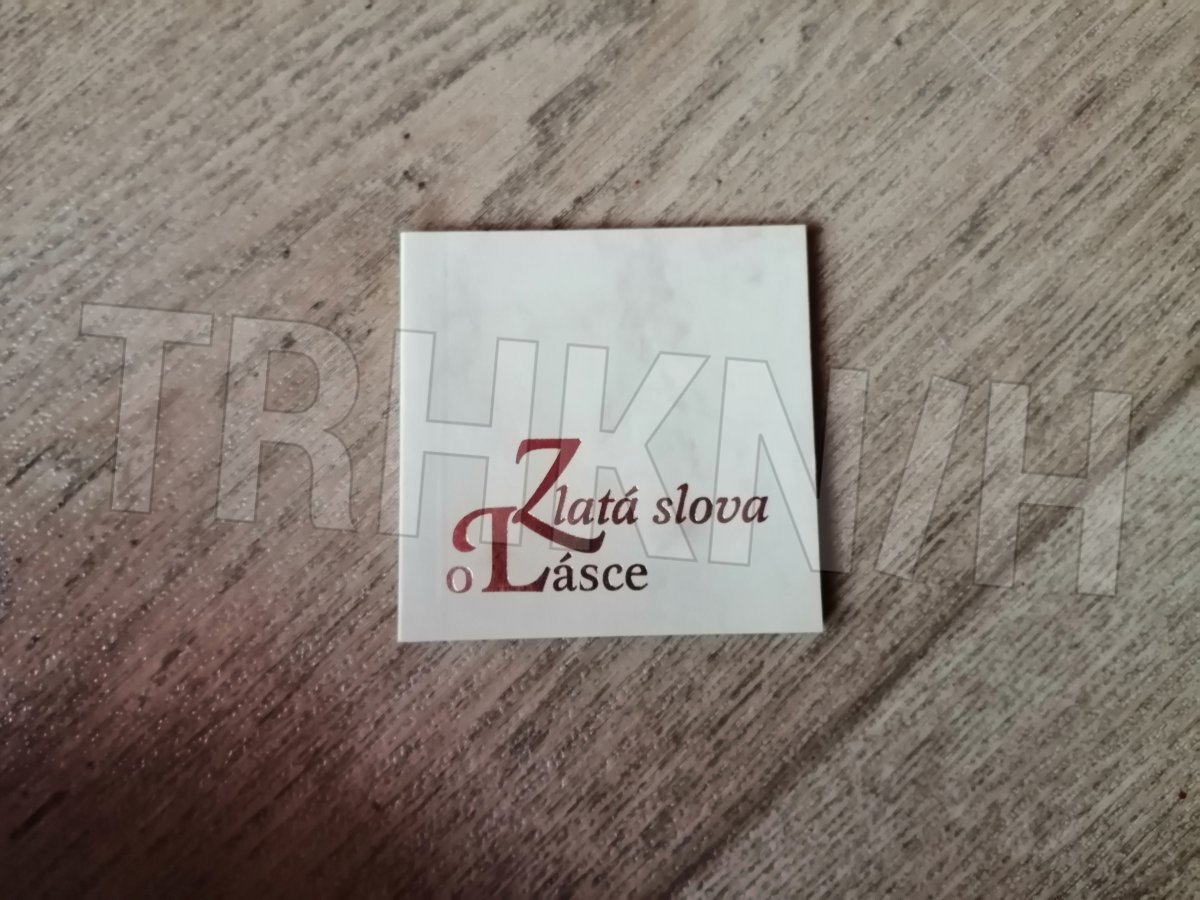 Zlatá slova
o Lásce
TRHKNIH